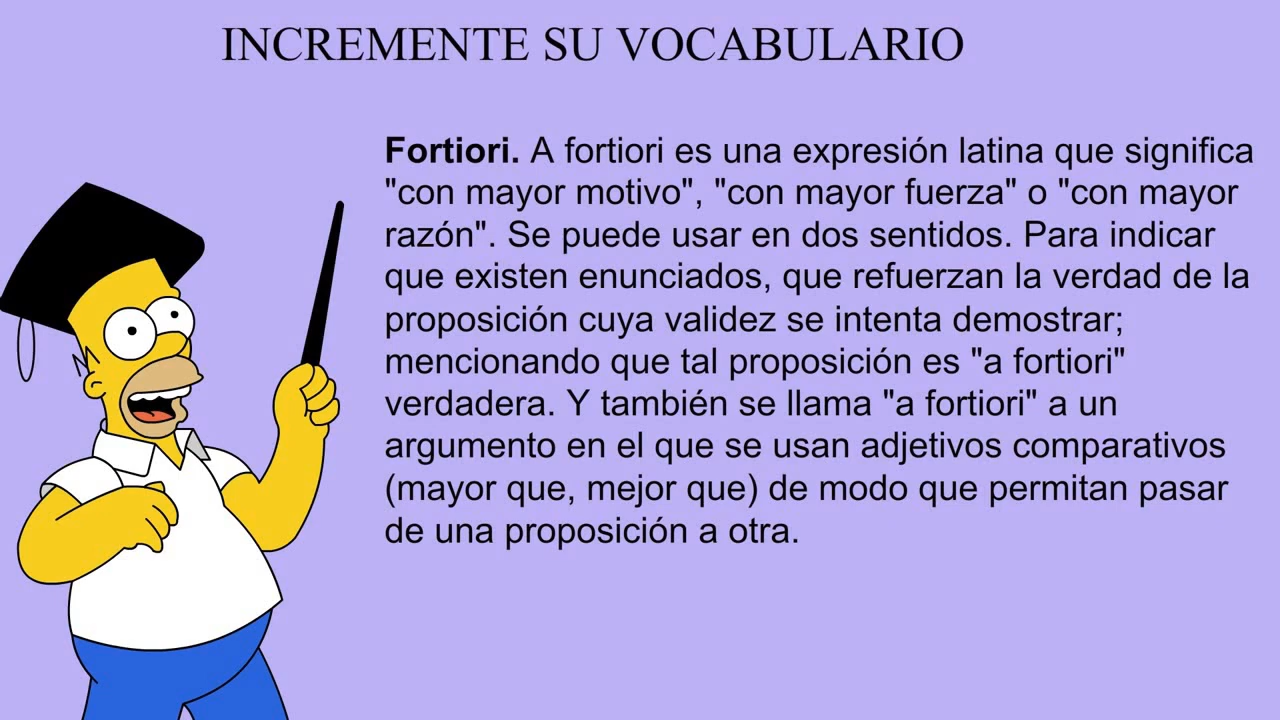 INCREMENTE SU VOCABULARIO
Fortiori. A fortiori es una expresión latina que significa
"con mayor motivo", "con mayor fuerza" o "con mayor
razón". Se puede usar en dos sentidos. Para indicar
que existen enunciados, que refuerzan la verdad de la
proposición cuya validez se intenta demostrar;
mencionando que tal proposición es "a fortiori"
verdadera. Y también se llama "a fortiori" a un
argumento en el que se usan adjetivos comparativos
(mayor que, mejor que) de modo que permitan pasar
de una proposición a otra.